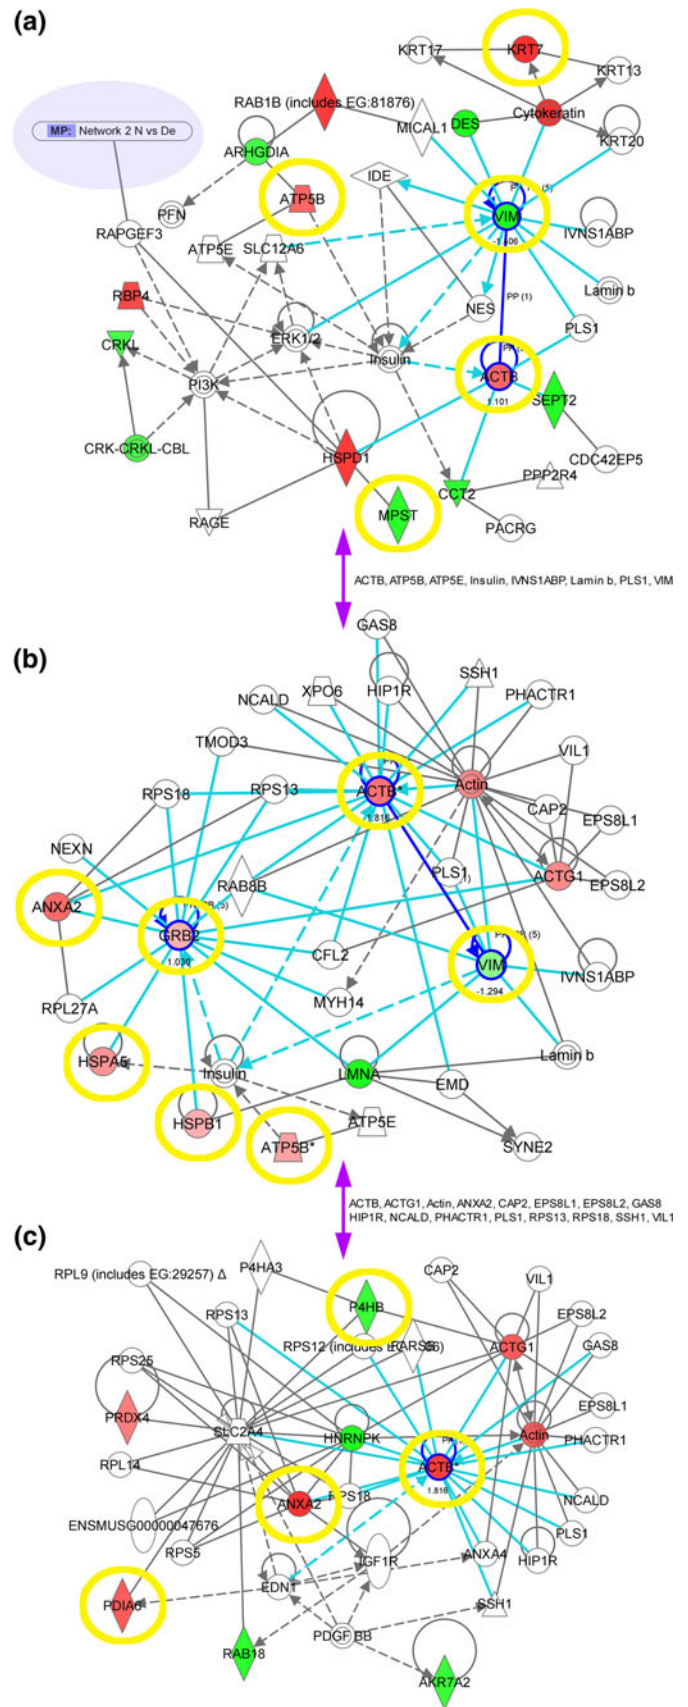 (a)
KRT17
KRT7
KRT13
RAB1B (includes EG:81876)
Cytokeratin
MP: Network 2 N vs De
MICAL1
DES
KRT20
ARHGDIA
IDE
ATP5B
PFN
VIM
-1.406
RAPGEF3
ATP5E
SLC12A6
IVNS1ABP
Lamin b
RBP4
NES
PP (1)
PLS1
CRKL
ERK1/2
Insulin
PI3K
ACTB
1.101
SEPT2
CRK-CRKL-CBL
HSPD1
CDC42EP5
PPP2R4
CCT2
RAGE
MPST
PACRG
ACTB, ATP5B, ATP5E, Insulin, IVNS1ABP, Lamin b, PLS1, VIM
(b)
GAS8
SSH1
XPO6
HIP1R
PHACTR1
NCALD
TMOD3
VIL1
RPS18
RPS13
ACTB*
1.816
Actin
CAP2
EPS8L1
NEXN
PLS1
RAB8B
ACTG1
EPS8L2
ANXA2
GRB2
1.030
CFL2
VIM
-1.294
IVNS1ABP
RPL27A
MYH14
HSPA5
Insulin
LMNA
EMD
Lamin b
HSPB1
ATP5E
ATP5B*
SYNE2
ACTB, ACTG1, Actin, ANXA2, CAP2, EPS8L1, EPS8L2, GAS8
HIP1R, NCALD, PHACTR1, PLS1, RPS13, RPS18, SSH1, VIL1
(c)
RPL9 (includes EG:29257) Δ
P4HA3
CAP2
VIL1
RPS13
P4HB
EPS8L2
RPS12 (includes
ACTG1
GAS8
RPS25
PRDX4
SLC2A4
HNRNPK
EPS8L1
Actin
PHACTR1
RPL14
ACTB*
1.816
ANXA2
RPS18
NCALD
ENSMUSG00000047676
PLS1
RPS5
IGF1R
ANXA4
HIP1R
EDN1
PDIA6
SSH1
PDGF BB
RAB18
AKR7A2